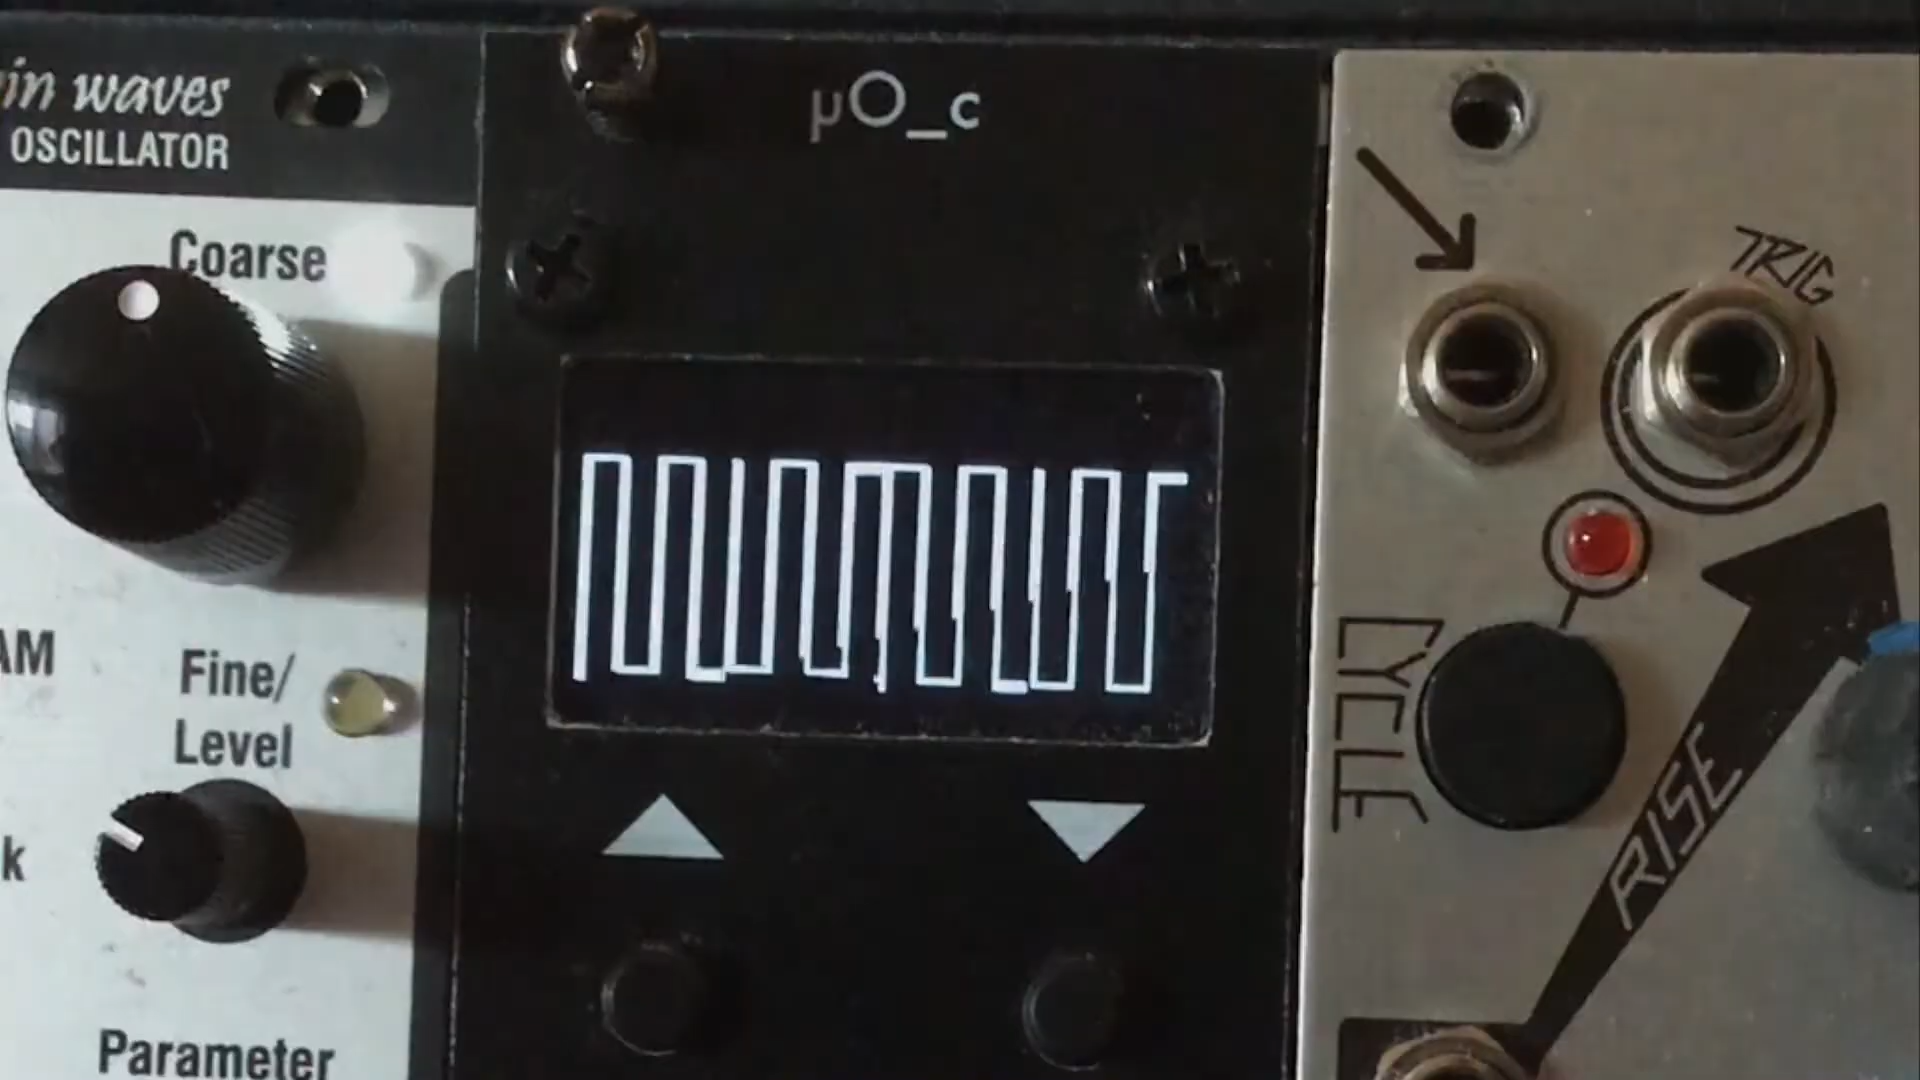 in waves
OSCILLATOR
µO_c
Coarse
TRIG
AM
Fine/
Level
CYCLE
k
RISE
Parameter